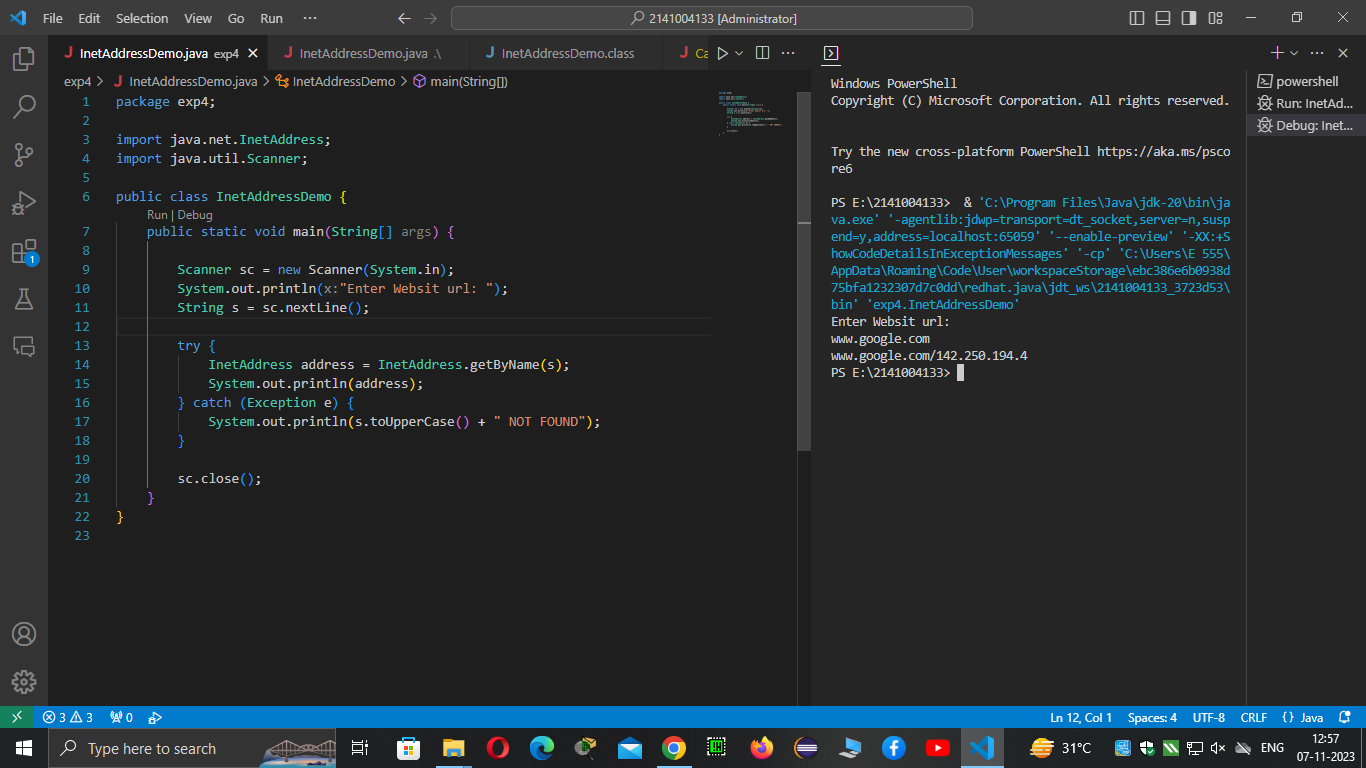 File Edit Selection View Go Run ··· 2141004133 [Administrator]
InetAddressDemo.java exp4 InetAddressDemo.java .\ InetAddressDemo.class Ca
exp4 > InetAddressDemo.java > InetAddressDemo > main(String[])
1 package exp4;
2
3 import java.net.InetAddress;
4 import java.util.Scanner;
5
6 public class InetAddressDemo {
Run | Debug
7 public static void main(String[] args) {
8
9 Scanner sc = new Scanner(System.in);
10 System.out.println(x:"Enter Websit url: ");
11 String s = sc.nextLine();
12
13 try {
14 InetAddress address = InetAddress.getByName(s);
15 System.out.println(address);
16 } catch (Exception e) {
17 System.out.println(s.toUpperCase() + " NOT FOUND");
18 }
19
20 sc.close();
21 }
22 }
23
Windows PowerShell
Copyright (C) Microsoft Corporation. All rights reserved.
Try the new cross-platform PowerShell https://aka.ms/psco
re6
PS E:\2141004133> & 'C:\Program Files\Java\jdk-20\bin\ja
va.exe' '-agentlib:jdwp=transport=dt_socket,server=n,susp
end=y,address=localhost:65059' '--enable-preview' '-XX:+S
howCodeDetailsInExceptionMessages' '-cp' 'C:\Users\E 555\
AppData\Roaming\Code\User\workspaceStorage\ebc386e6b0938d
75bfa1232307d7c0dd\redhat.java\jdt_ws\2141004133_3723d53\
bin' 'exp4.InetAddressDemo'
Enter Websit url:
www.google.com
www.google.com/142.250.194.4
PS E:\2141004133>
powershell
Run: InetAd...
Debug: Inet...
1
3 3 0 Ln 12, Col 1 Spaces: 4 UTF-8 CRLF {} Java
Type here to search 31°C ENG 12:57
07-11-2023